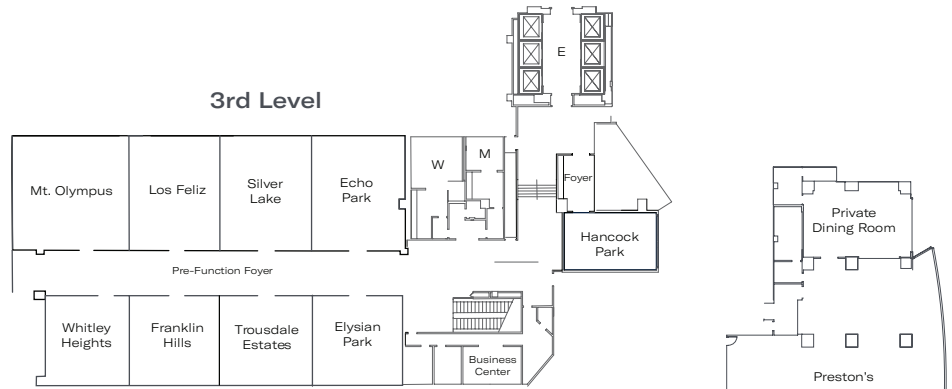 E
3rd Level
W
M
Mt. Olympus
Los Feliz
Silver
Lake
Echo
Park
Foyer
Hancock
Park
Private
Dining Room
Pre-Function Foyer
Whitley
Heights
Franklin
Hills
Trousdale
Estates
Elysian
Park
Business
Center
Preston's